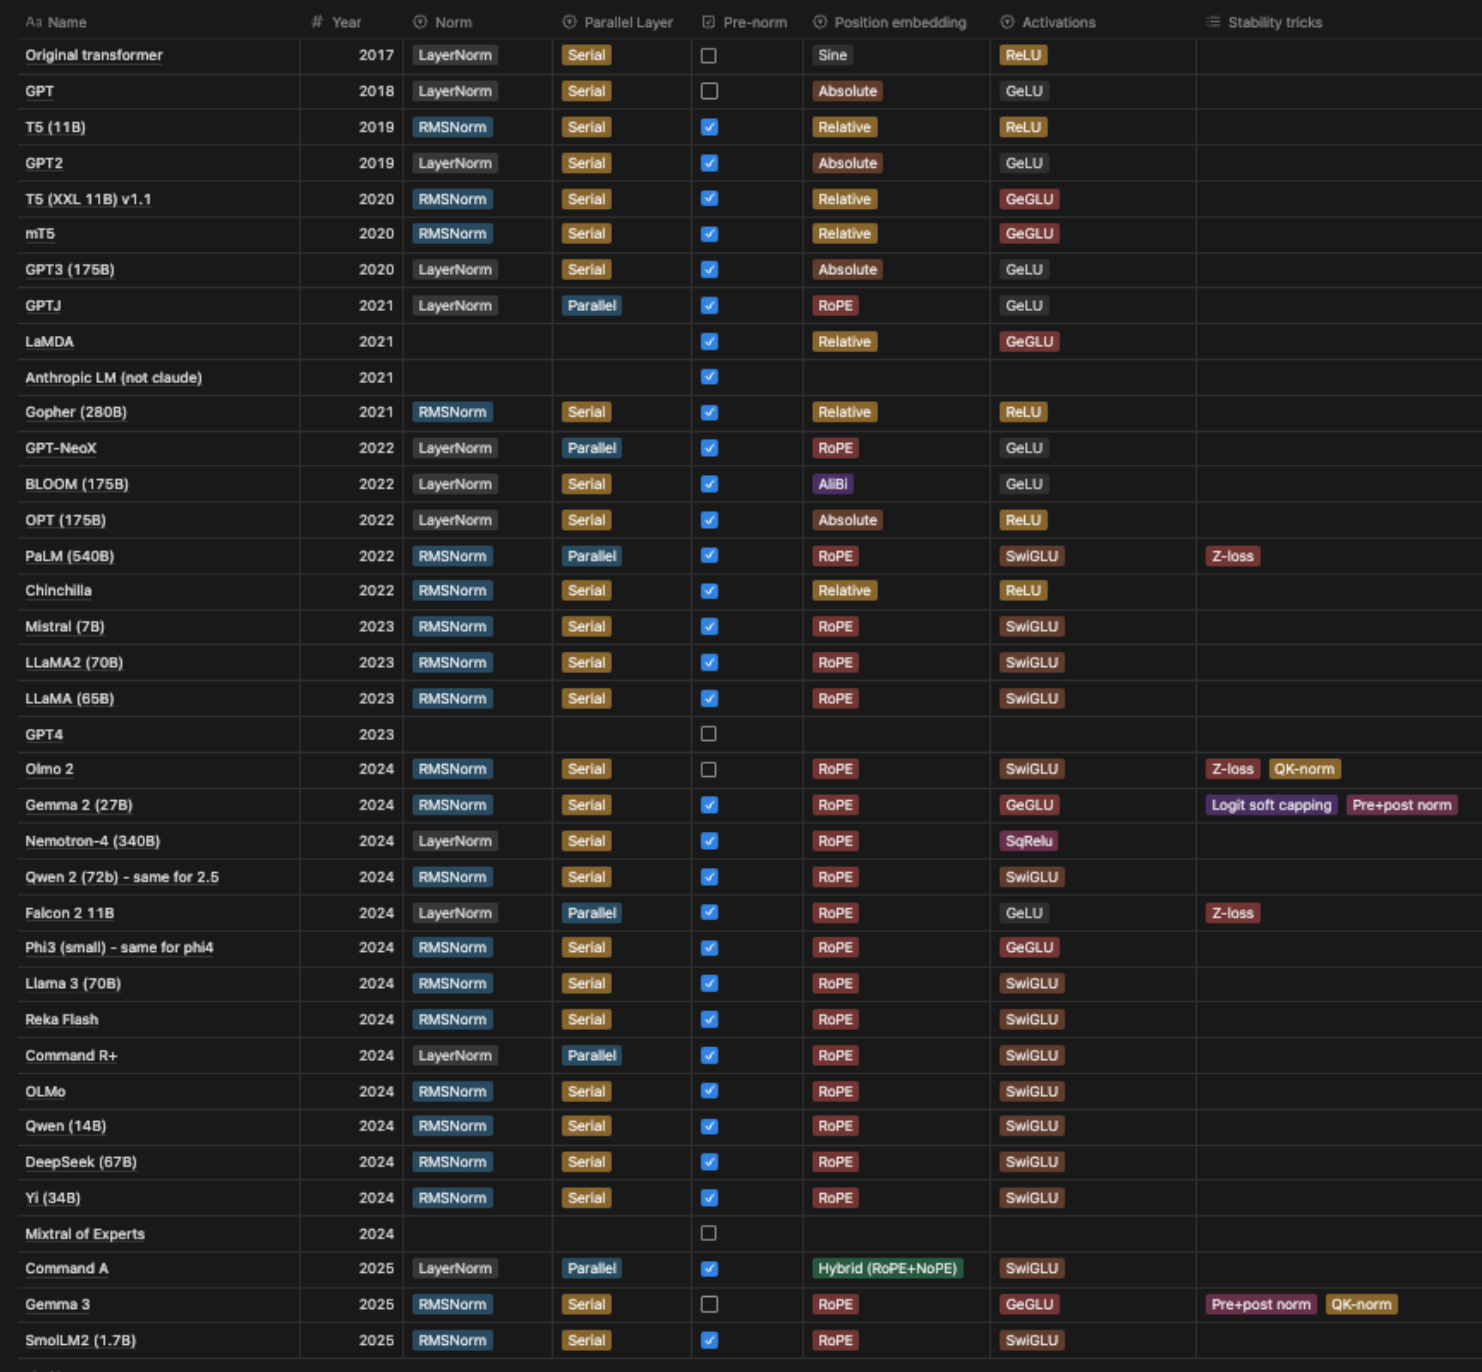 Aa Name # Year Norm Parallel Layer Pre-norm Position embedding Activations Stability tricks
Original transformer 2017 LayerNorm Serial Sine ReLU
GPT 2018 LayerNorm Serial Absolute GeLU
T5 (11B) 2019 RMSNorm Serial Relative ReLU
GPT2 2019 LayerNorm Serial Absolute GeLU
T5 (XXL 11B) v1.1 2020 RMSNorm Serial Relative GeGLU
mT5 2020 RMSNorm Serial Relative GeGLU
GPT3 (175B) 2020 LayerNorm Serial Absolute GeLU
GPTJ 2021 LayerNorm Parallel RoPE GeLU
LaMDA 2021 Relative GeGLU
Anthropic LM (not claude) 2021
Gopher (280B) 2021 RMSNorm Serial Relative ReLU
GPT-NeoX 2022 LayerNorm Parallel RoPE GeLU
BLOOM (175B) 2022 LayerNorm Serial AliBi GeLU
OPT (175B) 2022 LayerNorm Serial Absolute ReLU
PaLM (540B) 2022 RMSNorm Parallel RoPE SwiGLU Z-loss
Chinchilla 2022 RMSNorm Serial Relative ReLU
Mistral (7B) 2023 RMSNorm Serial RoPE SwiGLU
LLaMA2 (70B) 2023 RMSNorm Serial RoPE SwiGLU
LLaMA (65B) 2023 RMSNorm Serial RoPE SwiGLU
GPT4 2023
Olmo 2 2024 RMSNorm Serial RoPE SwiGLU Z-loss QK-norm
Gemma 2 (27B) 2024 RMSNorm Serial RoPE GeGLU Logit soft capping Pre+post norm
Nemotron-4 (340B) 2024 LayerNorm Serial RoPE SqRelu
Qwen 2 (72b) - same for 2.5 2024 RMSNorm Serial RoPE SwiGLU
Falcon 2 11B 2024 LayerNorm Parallel RoPE GeLU Z-loss
Phi3 (small) - same for phi4 2024 RMSNorm Serial RoPE GeGLU
Llama 3 (70B) 2024 RMSNorm Serial RoPE SwiGLU
Reka Flash 2024 RMSNorm Serial RoPE SwiGLU
Command R+ 2024 LayerNorm Parallel RoPE SwiGLU
OLMo 2024 RMSNorm Serial RoPE SwiGLU
Qwen (14B) 2024 RMSNorm Serial RoPE SwiGLU
DeepSeek (67B) 2024 RMSNorm Serial RoPE SwiGLU
Yi (34B) 2024 RMSNorm Serial RoPE SwiGLU
Mixtral of Experts 2024
Command A 2025 LayerNorm Parallel Hybrid (RoPE+NoPE) SwiGLU
Gemma 3 2025 RMSNorm Serial RoPE GeGLU Pre+post norm QK-norm
SmolLM2 (1.7B) 2025 RMSNorm Serial RoPE SwiGLU